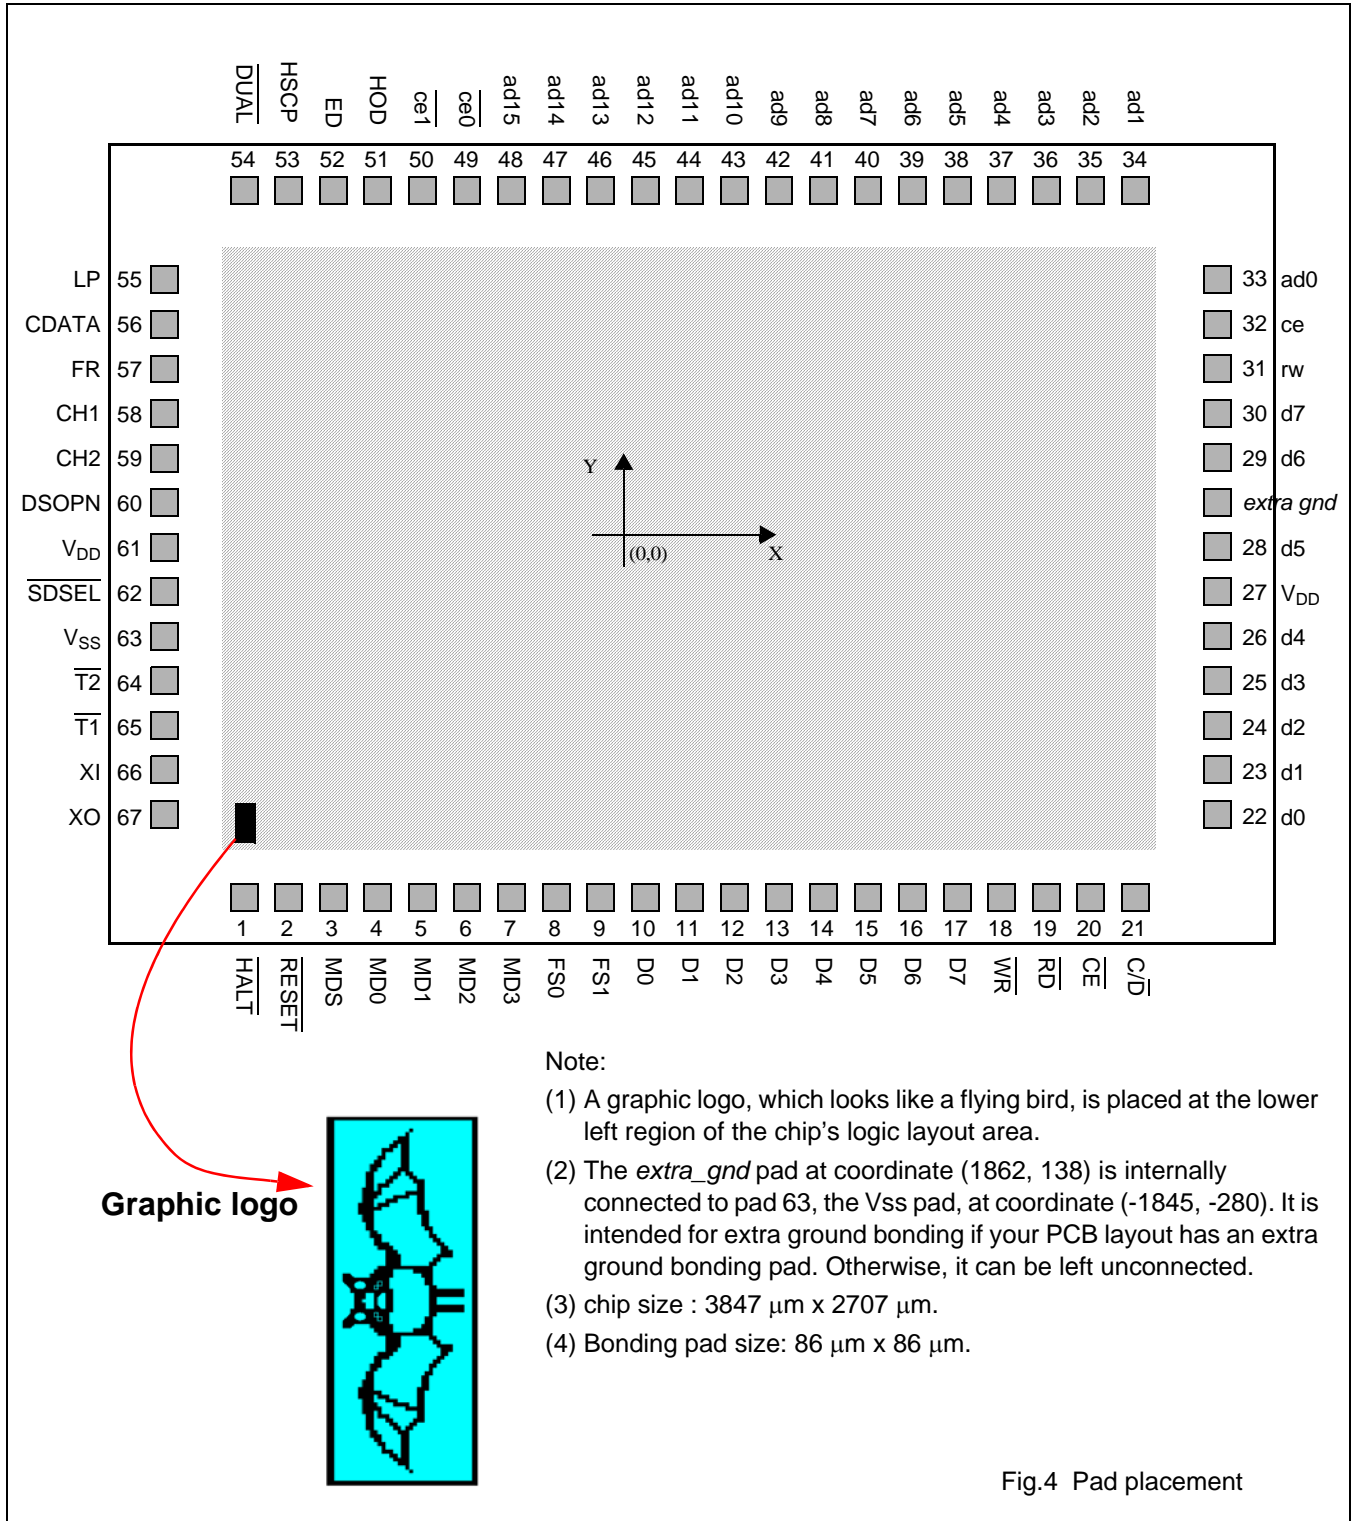 D̅U̅A̅L̅ HSCP ED HOD c̅e̅1̅ c̅e̅0̅ ad15 ad14 ad13 ad12 ad11 ad10 ad9 ad8 ad7 ad6 ad5 ad4 ad3 ad2 ad1
54 53 52 51 50 49 48 47 46 45 44 43 42 41 40 39 38 37 36 35 34
LP 55 33 ad0
CDATA 56 32 ce
FR 57 31 rw
CH1 58 30 d7
CH2 59 29 d6
Y
DSOPN 60 extra gnd
VDD 61 28 d5
(0,0) X
S̅D̅S̅E̅L̅ 62 27 VDD
VSS 63 26 d4
T̅2̅ 64 25 d3
T̅1̅ 65 24 d2
XI 66 23 d1
XO 67 22 d0
1 2 3 4 5 6 7 8 9 10 11 12 13 14 15 16 17 18 19 20 21
H̅A̅L̅T̅ R̅E̅S̅E̅T̅ MDS MD0 MD1 MD2 MD3 FS0 FS1 D0 D1 D2 D3 D4 D5 D6 D7 W̅R̅ R̅D̅ C̅E̅ C/D̅
Note:
(1) A graphic logo, which looks like a flying bird, is placed at the lower
left region of the chip's logic layout area.
(2) The extra_gnd pad at coordinate (1862, 138) is internally
connected to pad 63, the Vss pad, at coordinate (-1845, -280). It is
intended for extra ground bonding if your PCB layout has an extra
ground bonding pad. Otherwise, it can be left unconnected.
(3) chip size : 3847 μm x 2707 μm.
(4) Bonding pad size: 86 μm x 86 μm.
Graphic logo
Fig.4 Pad placement